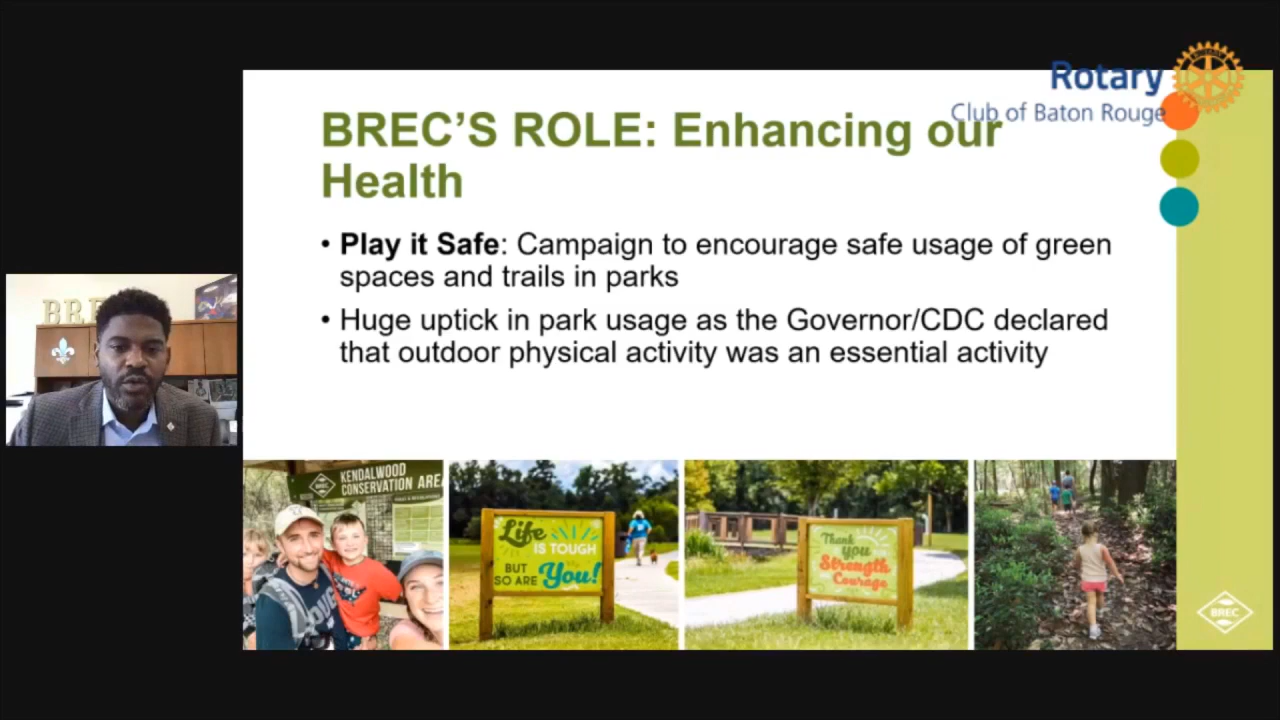 Rotary
Club of Baton Rouge
BREC'S ROLE: Enhancing our
Health
• Play it Safe: Campaign to encourage safe usage of green
spaces and trails in parks
• Huge uptick in park usage as the Governor/CDC declared
that outdoor physical activity was an essential activity
BRE
KENDALWOOD
CONSERVATION AREA
BREC
Life
IS TOUGH
BUT
SO ARE You!
Thank
you
Strength
Courage
BREC